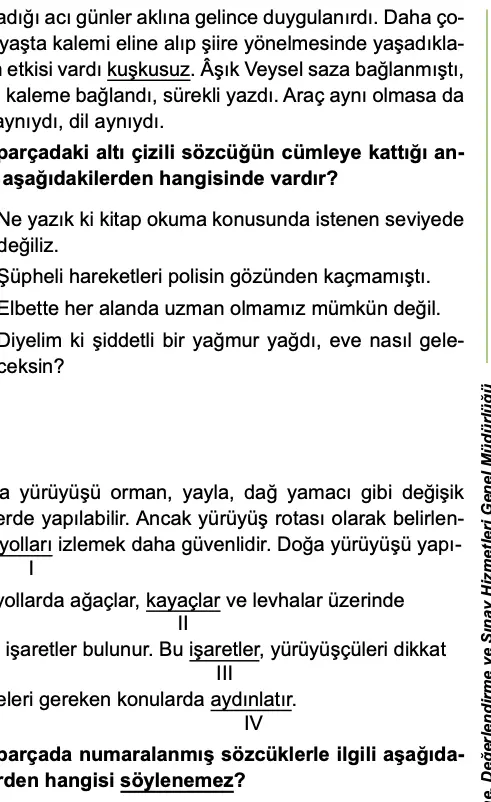 adığı acı günler aklına gelince duygulanırdı. Daha ço-
yaşta kalemi eline alıp şiire yönelmesinde yaşadıkla-
etkisi vardı kuşkusuz. Âşık Veysel saza bağlanmıştı,
kaleme bağlandı, sürekli yazdı. Araç aynı olmasa da
aynıydı, dil aynıydı.
parçadaki altı çizili sözcüğün cümleye kattığı an-
aşağıdakilerden hangisinde vardır?
Ne yazık ki kitap okuma konusunda istenen seviyede
değiliz.
Şüpheli hareketleri polisin gözünden kaçmamıştı.
Elbette her alanda uzman olmamız mümkün değil.
Diyelim ki şiddetli bir yağmur yağdı, eve nasıl gele-
ceksin?
a yürüyüşü orman, yayla, dağ yamacı gibi değişik
erde yapılabilir. Ancak yürüyüş rotası olarak belirlen-
yolları izlemek daha güvenlidir. Doğa yürüyüşü yapı-
I
yollarda ağaçlar, kayaçlar ve levhalar üzerinde
II
işaretler bulunur. Bu işaretler, yürüyüşçüleri dikkat
III
eleri gereken konularda aydınlatır.
IV
parçada numaralanmış sözcüklerle ilgili aşağıda-
rden hangisi söylenemez?
e, Değerlendirme ve Sınav Hizmetleri Genel Müdürlüğü